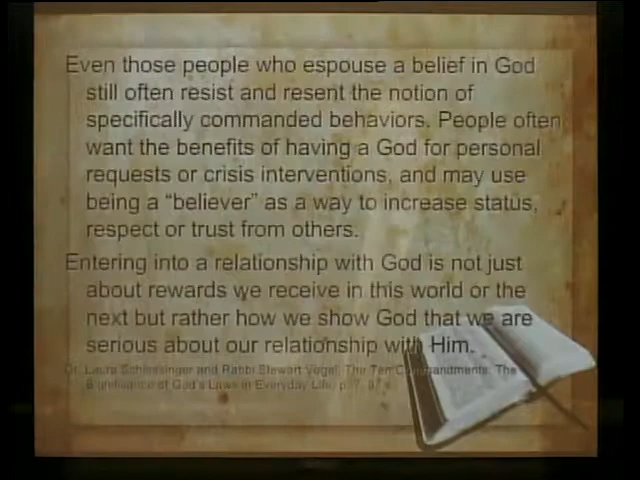 Even those people who espouse a belief in God
still often resist and resent the notion of
specifically commanded behaviors. People often
want the benefits of having a God for personal
requests or crisis interventions, and may use
being a “believer” as a way to increase status,
respect or trust from others.
Entering into a relationship with God is not just
about rewards we receive in this world or the
next but rather how we show God that we are
serious about our relationship with Him.
Dr. Laura Schlessinger and Rabbi Stewart Vogel, The Ten Commandments: The
Significance of God's Laws in Everyday Life, p.